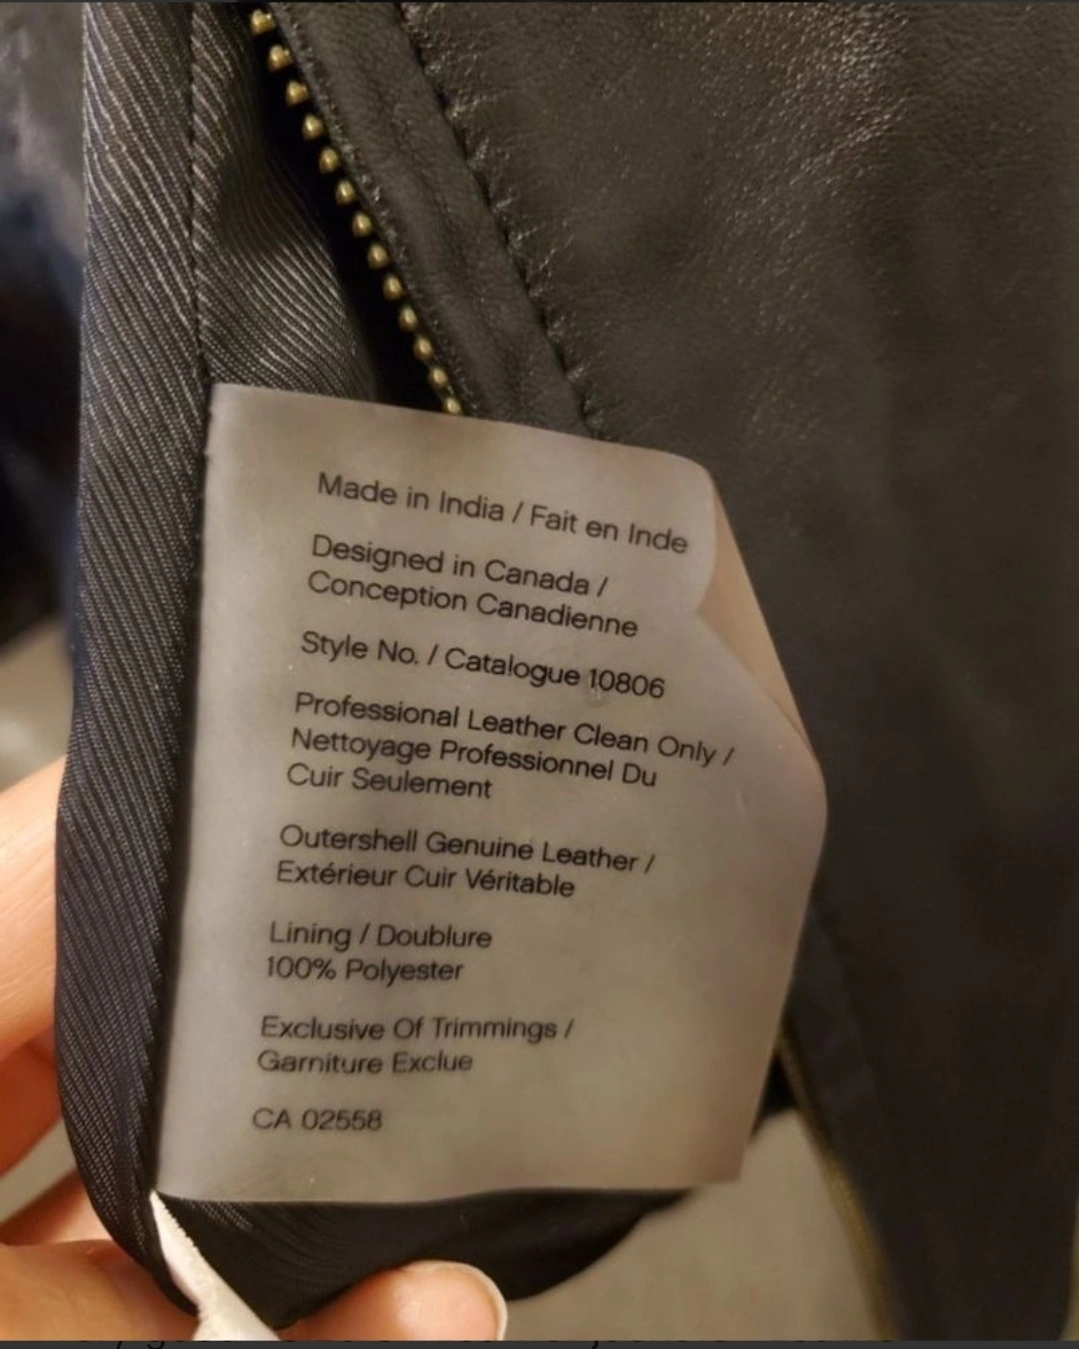 Made in India / Fait en Inde
Designed in Canada /
Conception Canadienne
Style No. / Catalogue 10806
Professional Leather Clean Only /
Nettoyage Professionnel Du
Cuir Seulement
Outershell Genuine Leather /
Extérieur Cuir Véritable
Lining / Doublure
100% Polyester
Exclusive Of Trimmings /
Garniture Exclue
CA 02558